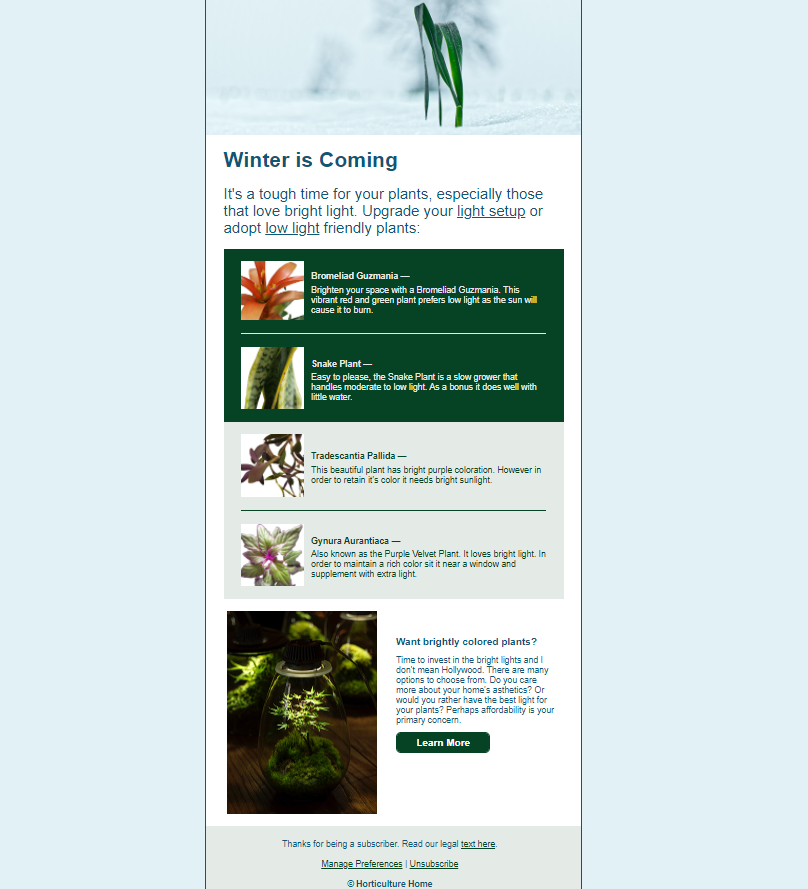 Winter is Coming
It's a tough time for your plants, especially those
that love bright light. Upgrade your light setup or
adopt low light friendly plants:
Bromeliad Guzmania —
Brighten your space with a Bromeliad Guzmania. This
vibrant red and green plant prefers low light as the sun will
cause it to burn.
Snake Plant —
Easy to please, the Snake Plant is a slow grower that
handles moderate to low light. As a bonus it does well with
little water.
Tradescantia Pallida —
This beautiful plant has bright purple coloration. However in
order to retain it's color it needs bright sunlight.
Gynura Aurantiaca —
Also known as the Purple Velvet Plant. It loves bright light. In
order to maintain a rich color sit it near a window and
supplement with extra light.
Want brightly colored plants?
Time to invest in the bright lights and I
don't mean Hollywood. There are many
options to choose from. Do you care
more about your home's asthetics? Or
would you rather have the best light for
your plants? Perhaps affordability is your
primary concern.
Learn More
Thanks for being a subscriber. Read our legal text here.
Manage Preferences | Unsubscribe
© Horticulture Home